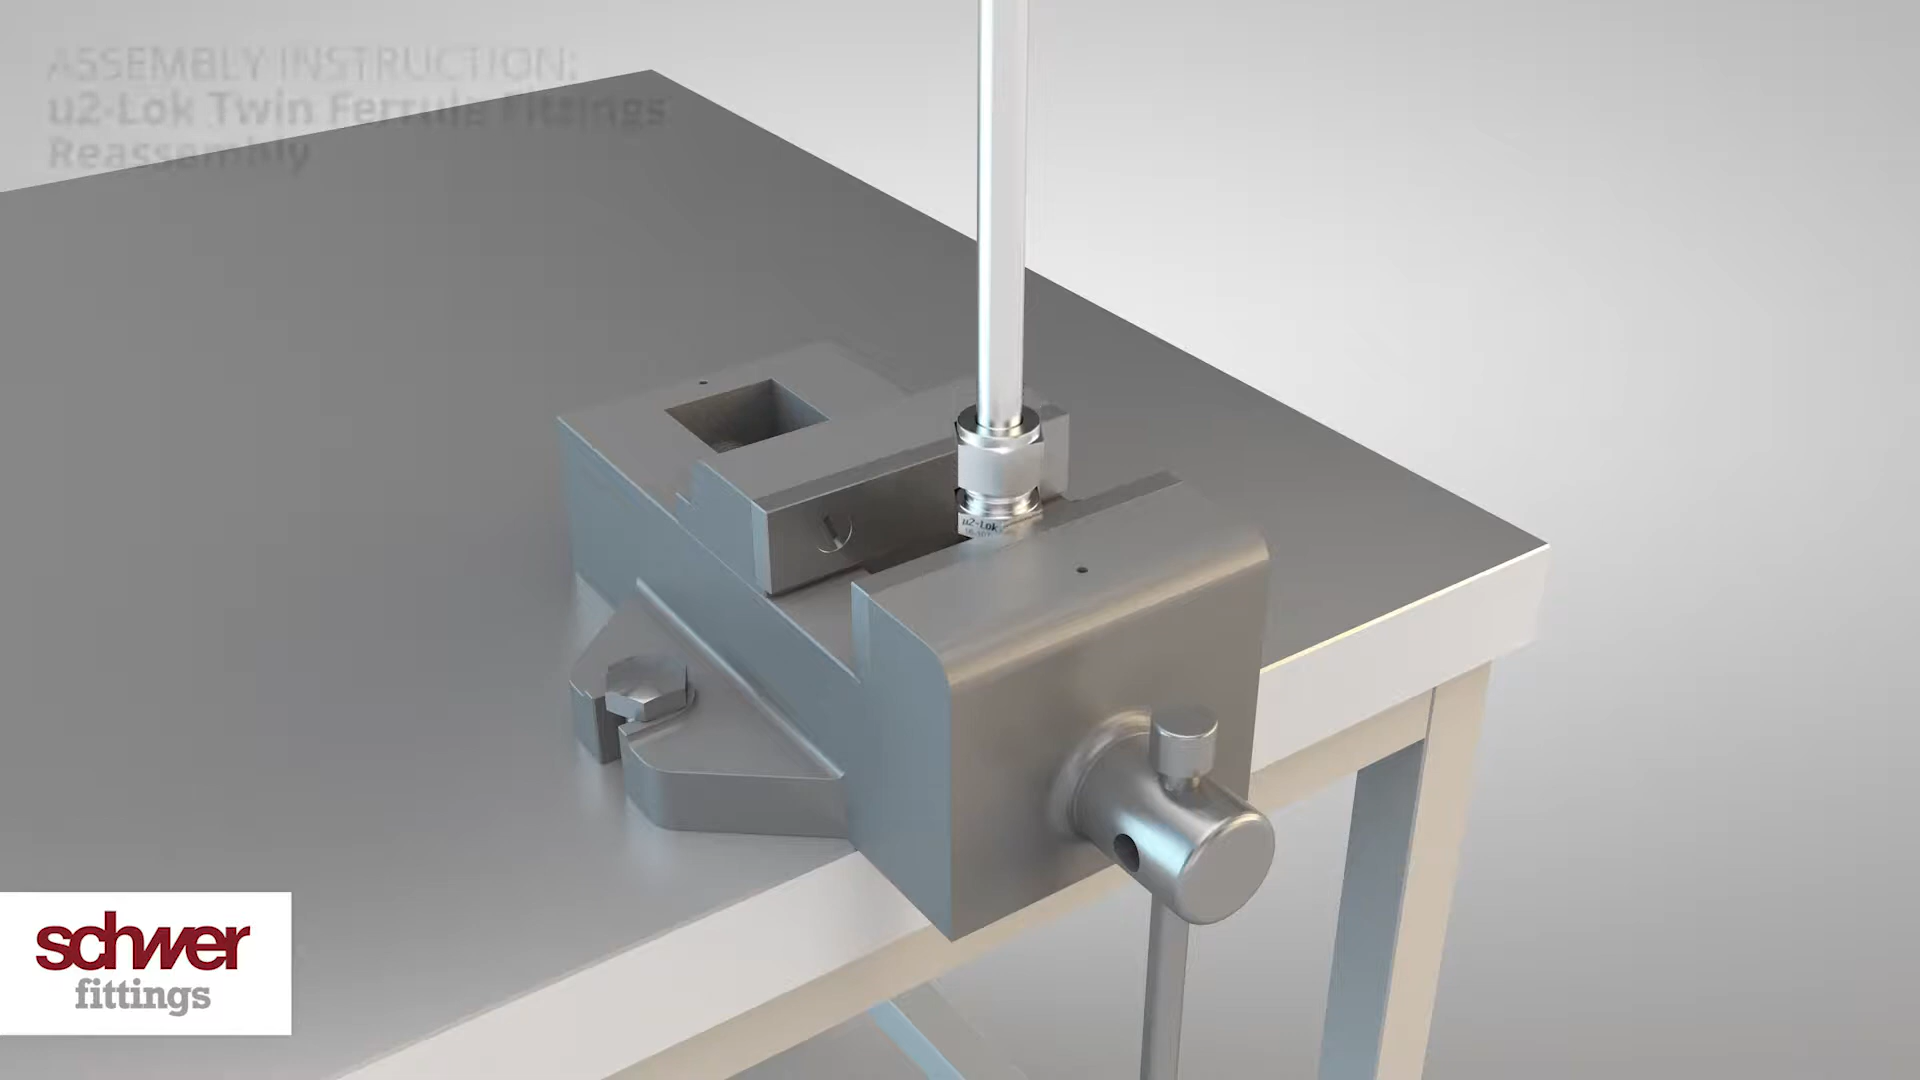 ASSEMBLY INSTRUCTION:
u2-Lok Twin Ferrule Fittings
Reassembly
u2-Lok
schwer
fittings